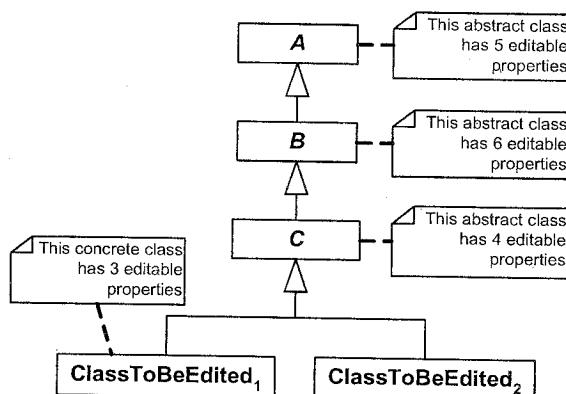 A
This abstract class
has 5 editable
properties
B
This abstract class
has 6 editable
properties
C
This abstract class
has 4 editable
properties
This concrete class
has 3 editable
properties
ClassToBeEdited₁
ClassToBeEdited₂